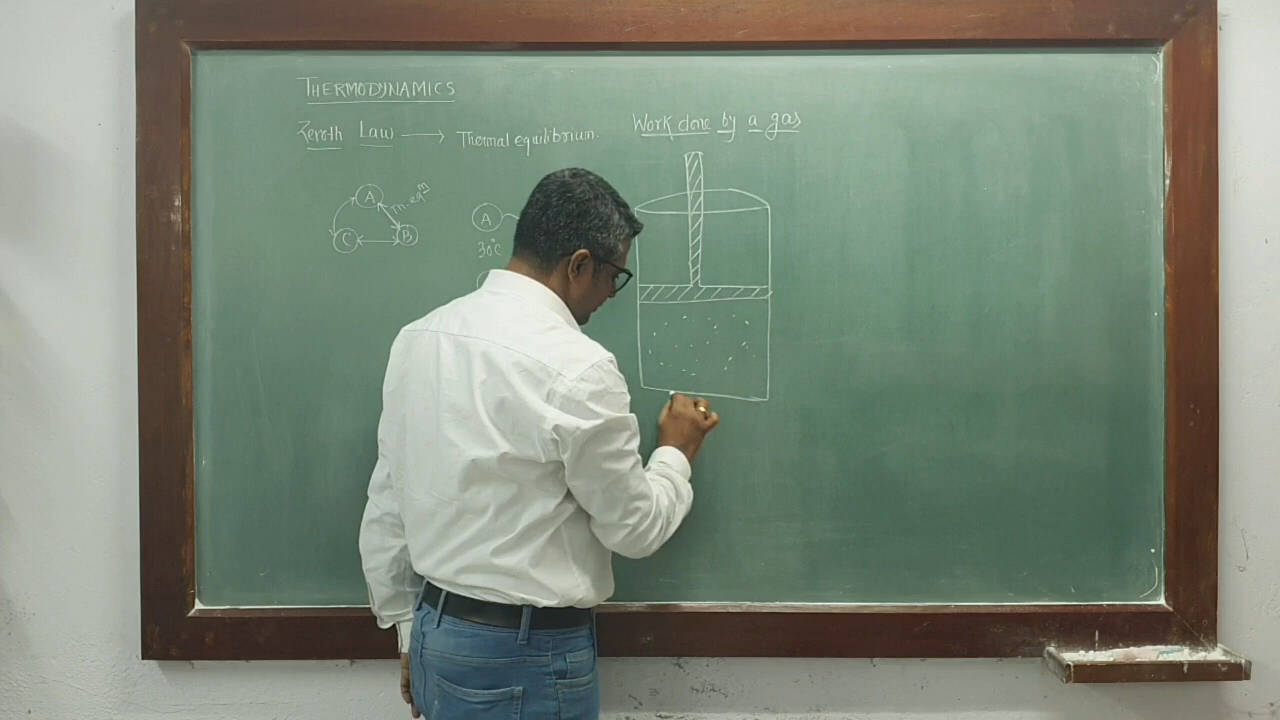 THERMODYNAMICS
Zeroth Law → Thermal equilibrium.
A
B
C
A
30°C
Work done by a gas